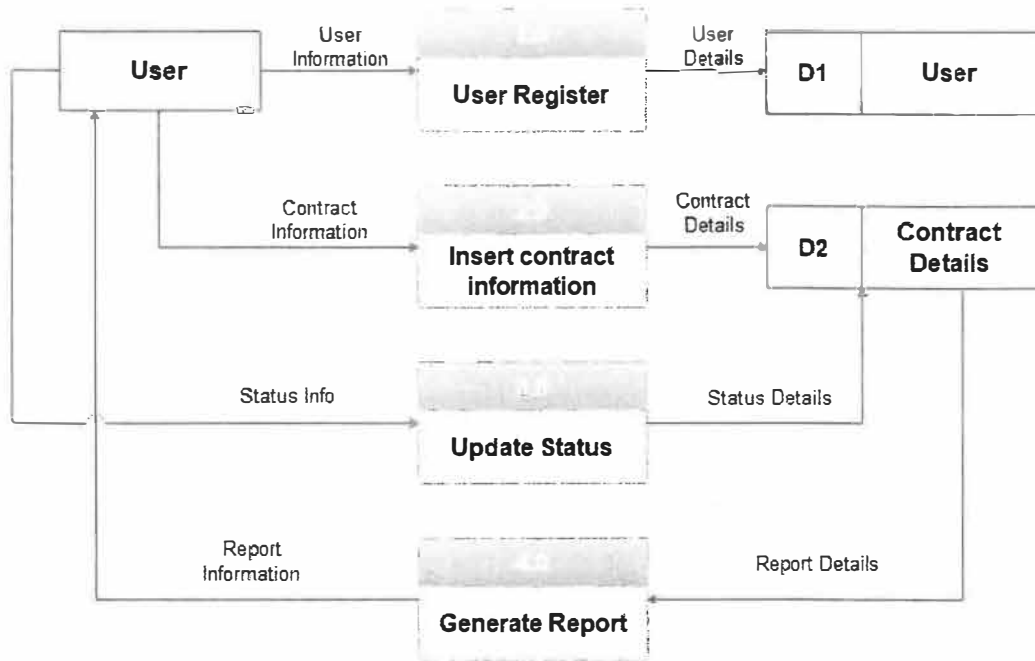 User
User
Information
User Register
User
Details
D1
User
Contract
Information
Insert contract
information
Contract
Details
D2
Contract
Details
Status Info
Update Status
Status Details
Report
Information
Generate Report
Report Details